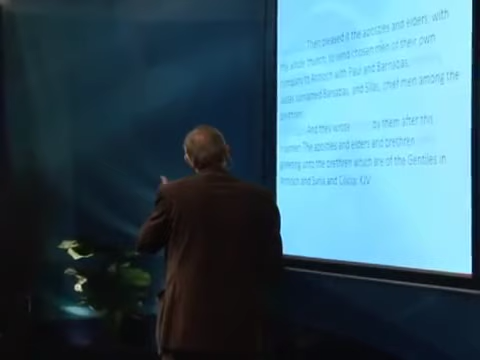 Then pleased it the apostles and elders, with
the whole church, to send chosen men of their own
company to Antioch with Paul and Barnabas,
Judas surnamed Barsabas, and Silas, chief men among the
brethren:
And they wrote by them after this
manner; The apostles and elders and brethren
greeting unto the brethren which are of the Gentiles in
Antioch and Syria and Cilicia: KJV